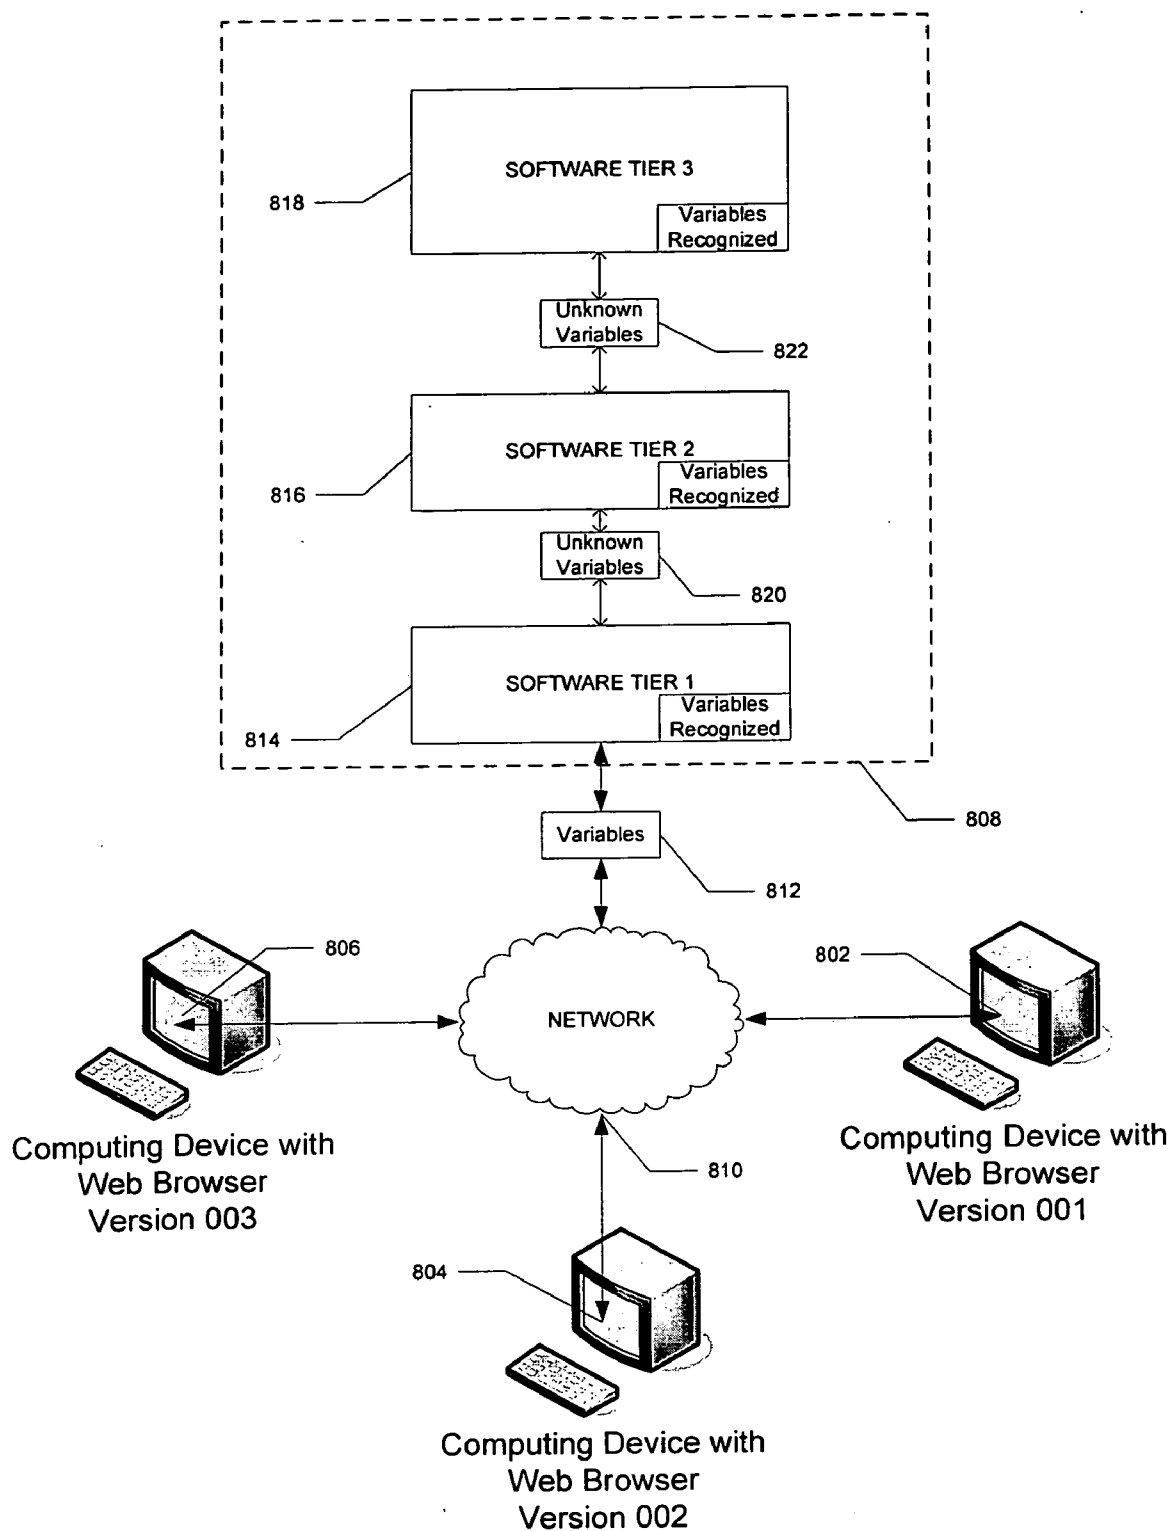 SOFTWARE TIER 3
818
Variables
Recognized
Unknown
Variables
822
SOFTWARE TIER 2
Variables
Recognized
816
Unknown
Variables
820
SOFTWARE TIER 1
Variables
Recognized
814
808
Variables
812
806
802
NETWORK
Computing Device with
Web Browser
Version 003
Computing Device with
Web Browser
Version 001
810
804
Computing Device with
Web Browser
Version 002